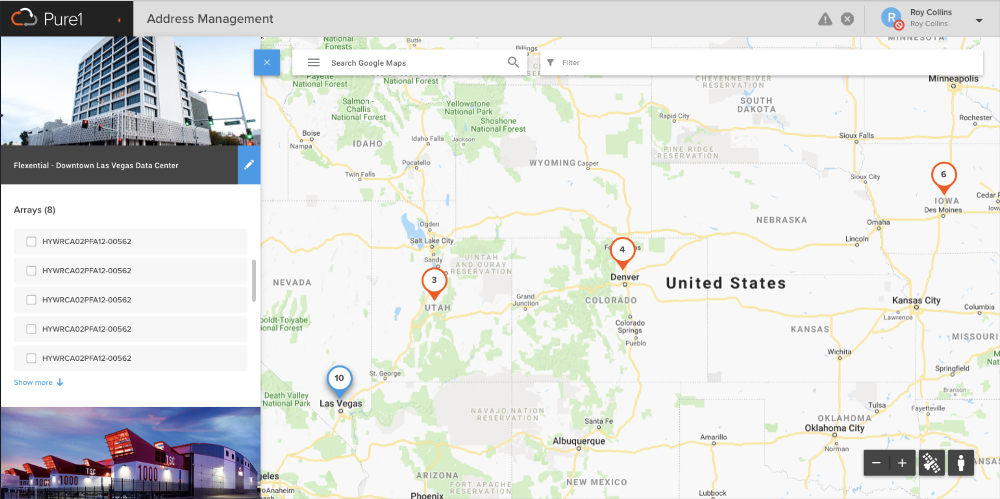 Pure1
Address Management
R
Roy Collins
Roy Collins
Search Google Maps
Filter
Flexential - Downtown Las Vegas Data Center
Arrays (8)
HYWRCA02PFA12-00562
HYWRCA02PFA12-00562
HYWRCA02PFA12-00562
HYWRCA02PFA12-00562
HYWRCA02PFA12-00562
Show more
TSC
1000
TSC
1000
National
Forests
Butte
Billings
MINNESOTA
Payette
National Forest
National Forest
CHEYENNE RIVER
RESERVATION
Minneapolis
Salmon -
Challis
National Forest
Yellowstone
National Park
Shoshone
National Forest
SOUTH
DAKOTA
Rapid City
Rochester
Boise
Nampa
IDAHO
Idaho Falls
Jackson
Sioux Falls
PINE RIDGE
RESERVATION
WYOMING
Casper
Pocatello
Twin Falls
Sioux City
6
IOWA
Des Moines
Cedar
NEBRASKA
Omaha
Lincoln
Ogden
Salt Lake City
Sandy
UINTAH
AND OURAY
RESERVATION
4
Denver
United States
NEVADA
3
UTAH
Grand
Junction
COLORADO
Kansas City
Columbia
Lawrence
boldt-Toiyabe
ional Forest
Colorado
Springs
Pueblo
KANSAS
MISSOURI
Wichita
Springfield
Branson
10
St. George
Death Valley
National Park
Las Vegas
NAVAJO NATION
RESERVATION
Santa Fe
Albuquerque
Amarillo
Tulsa
Fayetteville
OKLAHOMA
Oklahoma City
Norman
ANSAS
eles
Anaheim
ARIZONA
FORT APACHE
RESERVATION
Phoenix
NEW MEXICO
Lubbock